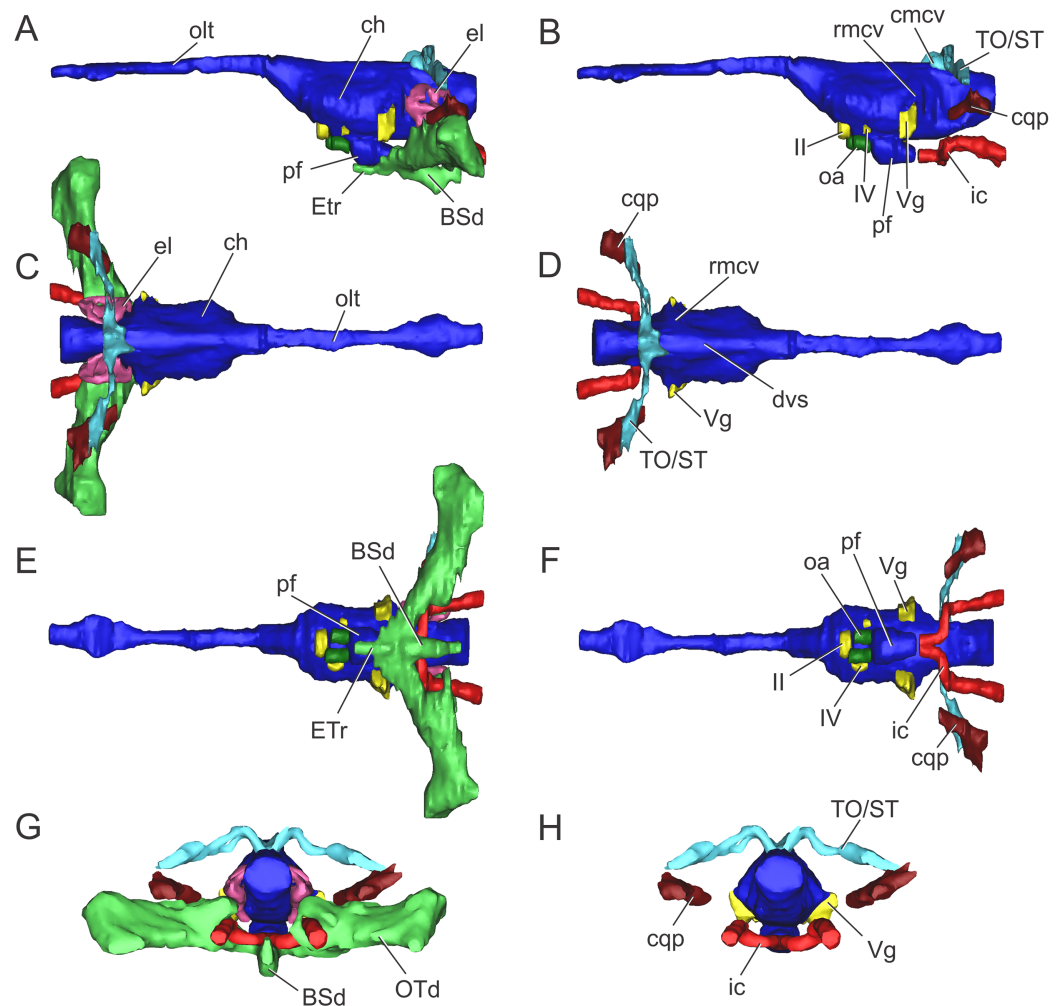 A
olt
ch
el
pf
Etr
BSd
B
rmcv
cmcv
TO/ST
cqp
II
oa
IV
Vg
pf
ic
C
el
ch
olt
D
cqp
rmcv
dvs
Vg
TO/ST
E
BSd
pf
ETr
F
oa
pf
Vg
II
IV
ic
cqp
G
BSd
OTd
H
TO/ST
cqp
Vg
ic